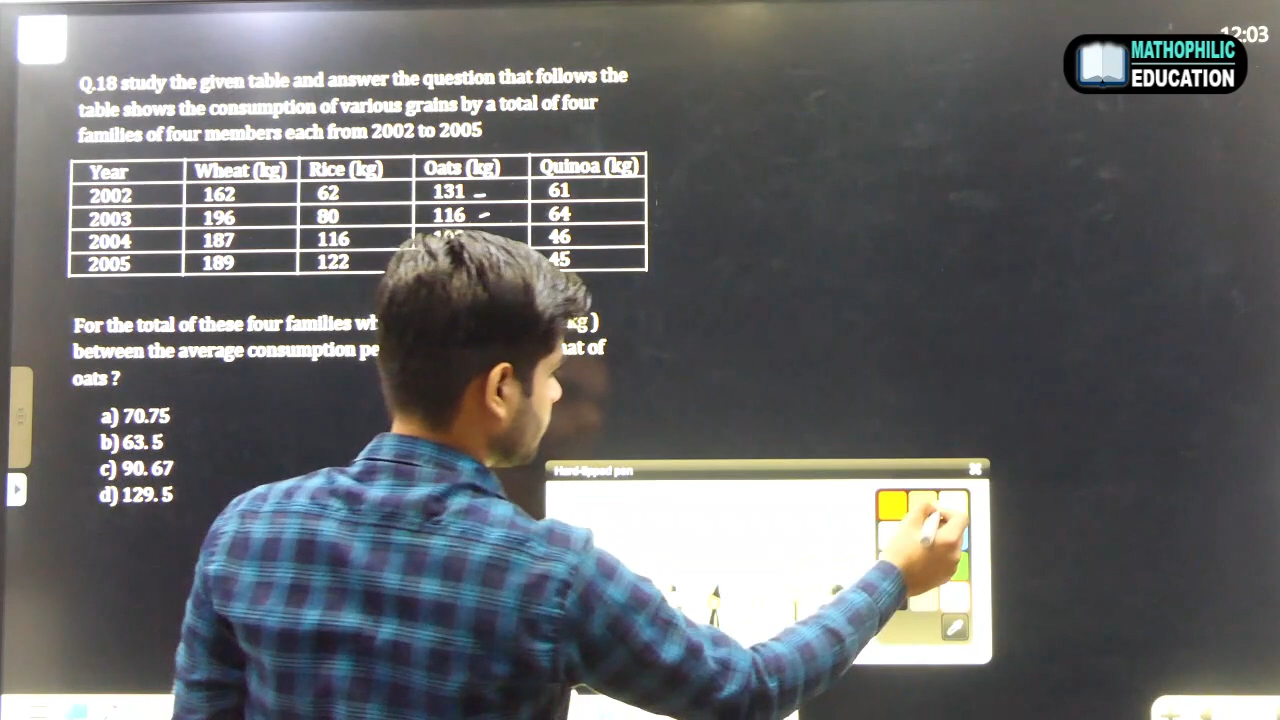 12:03
MATHOPHILIC
EDUCATION
Q.18 study the given table and answer the question that follows the
table shows the consumption of various grains by a total of four
families of four members each from 2002 to 2005
Year Wheat (kg) Rice (kg) Oats (kg) Quinoa (kg)
2002 162 62 131 61
2003 196 80 116 64
2004 187 116 46
2005 189 122 45
For the total of these four families kg )
between the average consumption of
oats ?
a) 70.75
b) 63.5
c) 90.67
d) 129.5
Hard-tipped pen